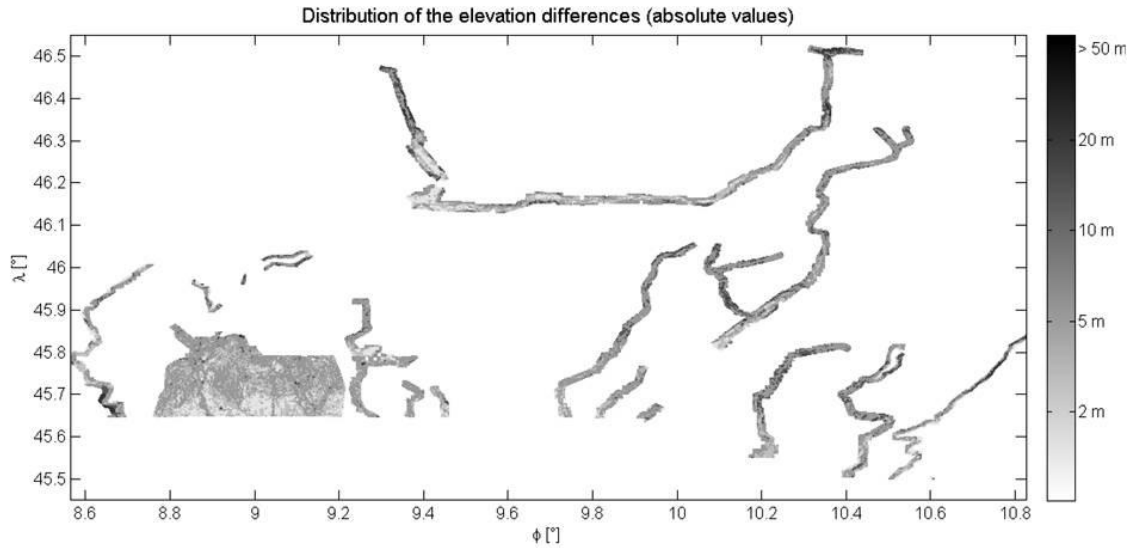 Distribution of the elevation differences (absolute values)
46.5
46.4
46.3
46.2
46.1
46
45.9
45.8
45.7
45.6
45.5
λ [°]
8.6 8.8 9 9.2 9.4 9.6 9.8 10 10.2 10.4 10.6 10.8
ϕ [°]
> 50 m
20 m
10 m
5 m
2 m